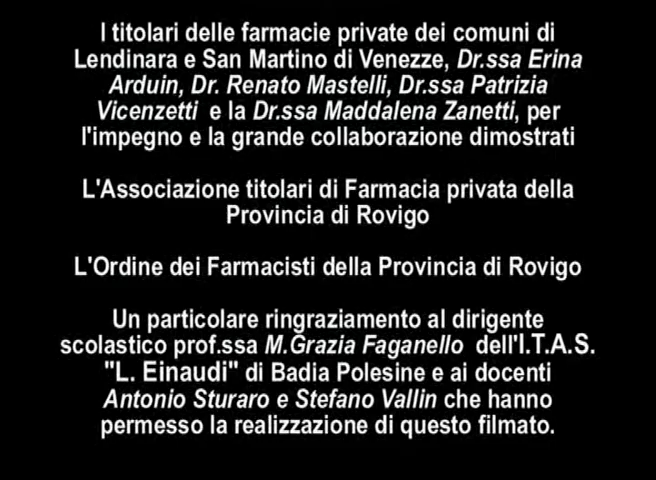 I titolari delle farmacie private dei comuni di
Lendinara e San Martino di Venezze, Dr.ssa Erina
Arduin, Dr. Renato Mastelli, Dr.ssa Patrizia
Vicenzetti e la Dr.ssa Maddalena Zanetti, per
l'impegno e la grande collaborazione dimostrati
L'Associazione titolari di Farmacia privata della
Provincia di Rovigo
L'Ordine dei Farmacisti della Provincia di Rovigo
Un particolare ringraziamento al dirigente
scolastico prof.ssa M.Grazia Faganello dell'I.T.A.S.
"L. Einaudi" di Badia Polesine e ai docenti
Antonio Sturaro e Stefano Vallin che hanno
permesso la realizzazione di questo filmato.